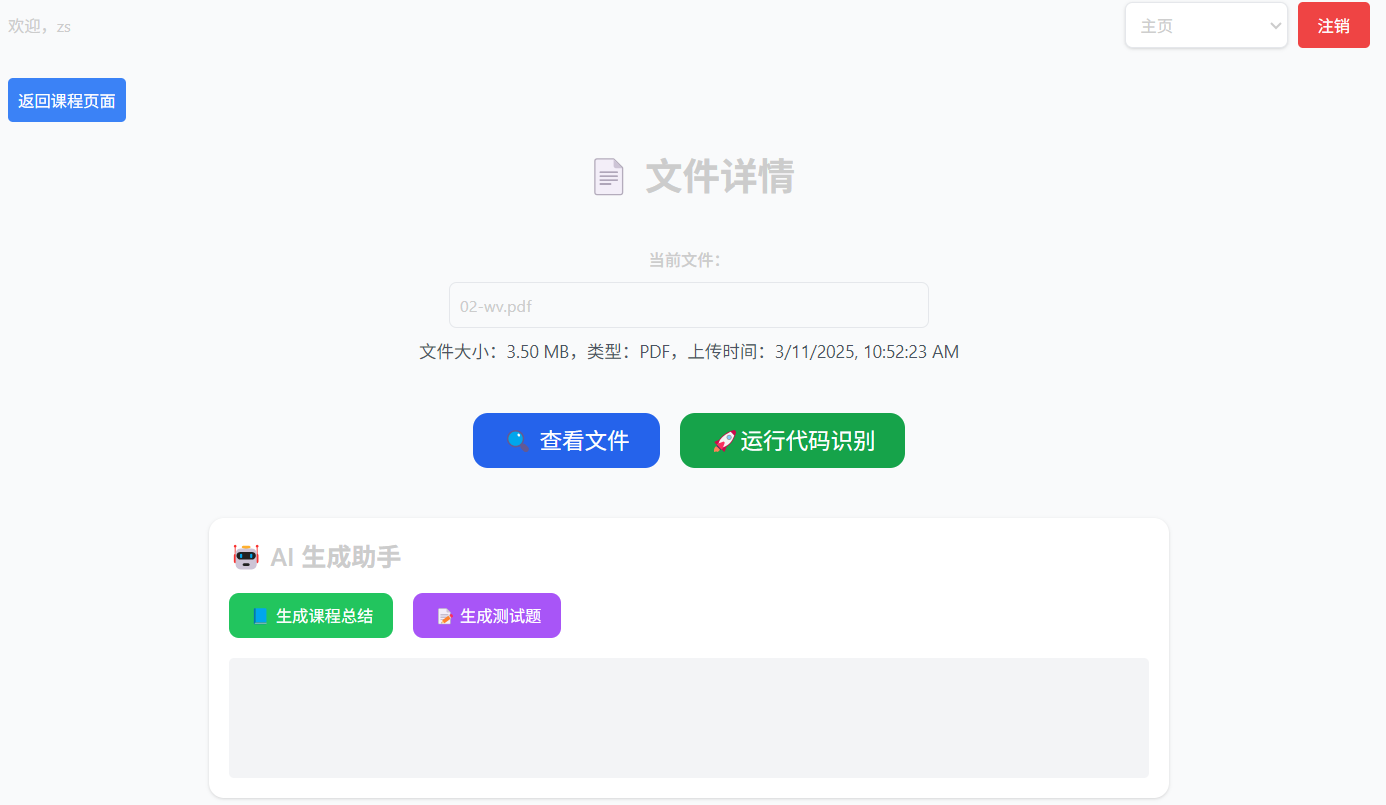 欢迎，zs
主页
注销
返回课程页面
文件详情
当前文件：
02-wv.pdf
文件大小：3.50 MB，类型：PDF，上传时间：3/11/2025, 10:52:23 AM
查看文件
运行代码识别
AI 生成助手
生成课程总结
生成测试题